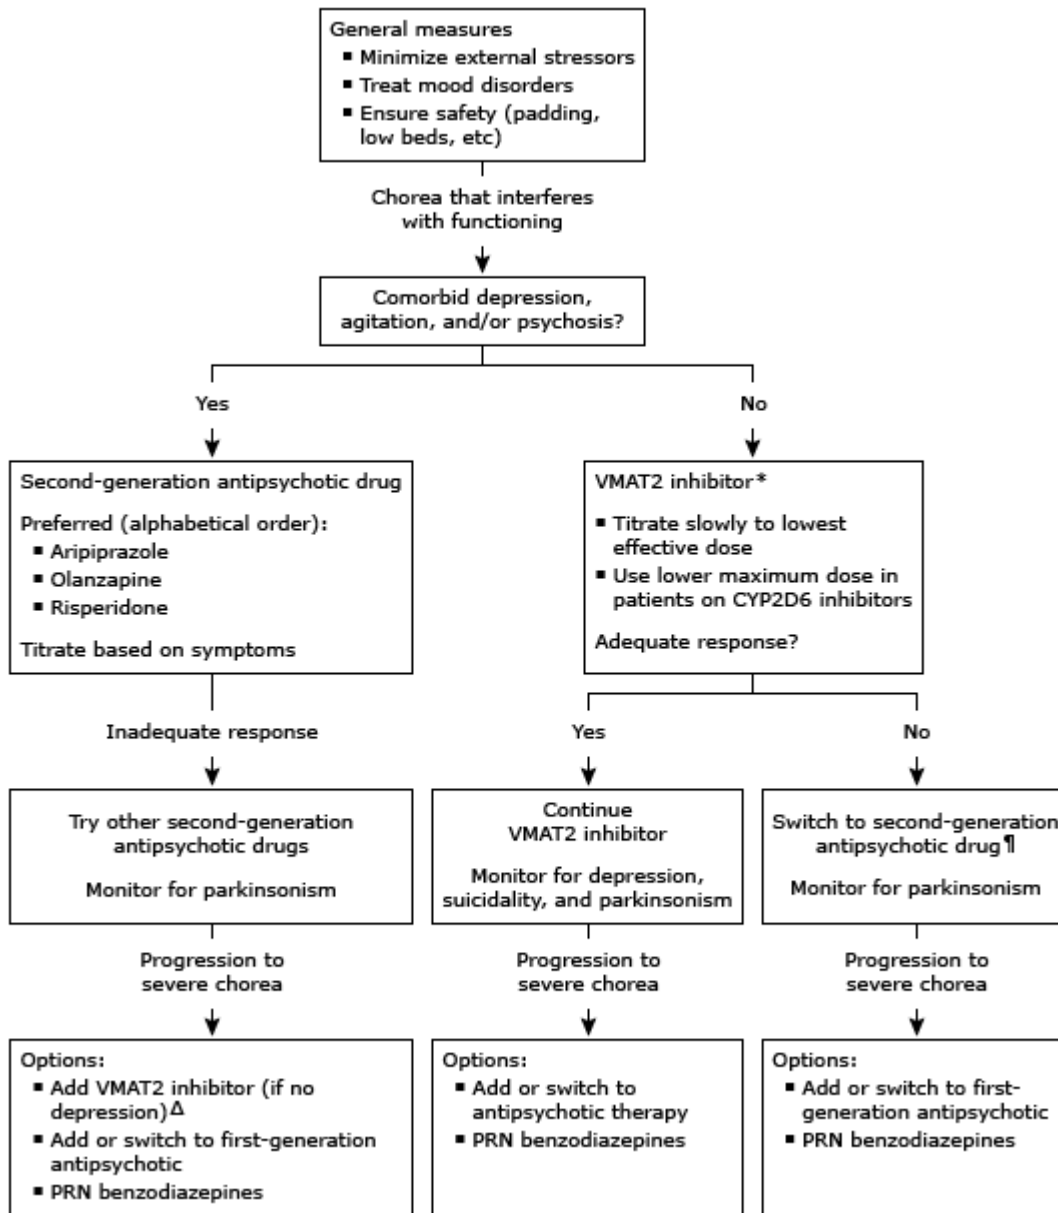 General measures
▪ Minimize external stressors
▪ Treat mood disorders
▪ Ensure safety (padding,
low beds, etc)
Chorea that interferes
with functioning
Comorbid depression,
agitation, and/or psychosis?
Yes
No
Second-generation antipsychotic drug
Preferred (alphabetical order):
▪ Aripiprazole
▪ Olanzapine
▪ Risperidone
Titrate based on symptoms
VMAT2 inhibitor*
▪ Titrate slowly to lowest
effective dose
▪ Use lower maximum dose in
patients on CYP2D6 inhibitors
Adequate response?
Inadequate response
Yes
No
Try other second-generation
antipsychotic drugs
Monitor for parkinsonism
Continue
VMAT2 inhibitor
Monitor for depression,
suicidality, and parkinsonism
Switch to second-generation
antipsychotic drug¶
Monitor for parkinsonism
Progression to
severe chorea
Progression to
severe chorea
Progression to
severe chorea
Options:
▪ Add VMAT2 inhibitor (if no
depression)Δ
▪ Add or switch to first-generation
antipsychotic
▪ PRN benzodiazepines
Options:
▪ Add or switch to
antipsychotic therapy
▪ PRN benzodiazepines
Options:
▪ Add or switch to first-
generation antipsychotic
▪ PRN benzodiazepines